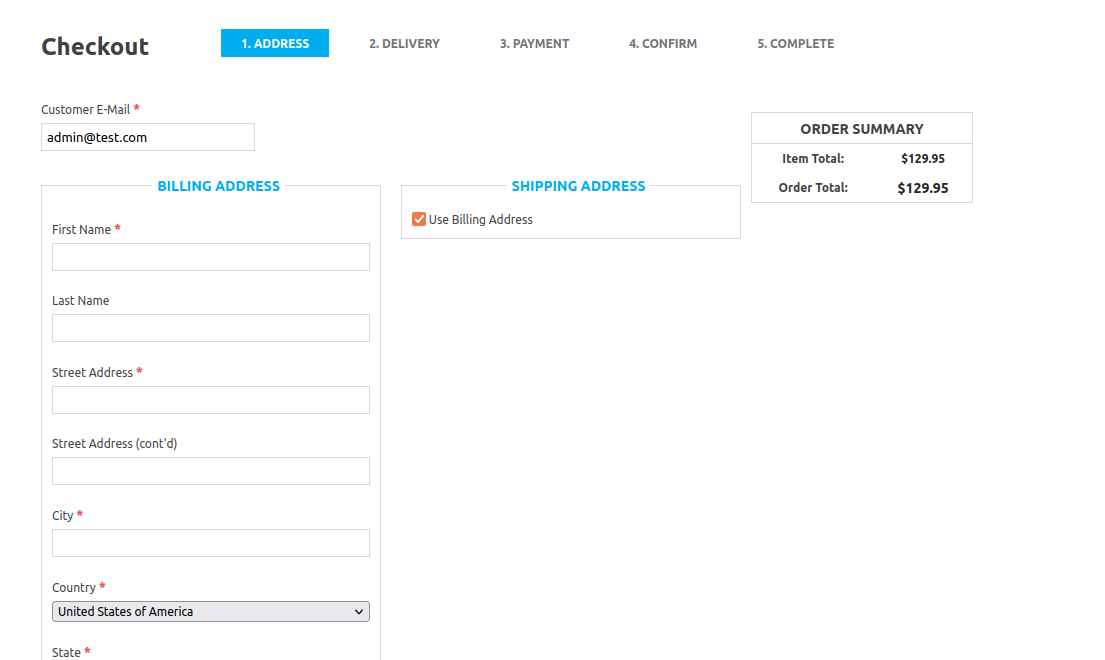 Checkout
1. ADDRESS
2. DELIVERY
3. PAYMENT
4. CONFIRM
5. COMPLETE
Customer E-Mail *
admin@test.com
ORDER SUMMARY
Item Total: $129.95
Order Total: $129.95
BILLING ADDRESS
First Name *
Last Name
Street Address *
Street Address (cont'd)
City *
Country *
United States of America
State *
SHIPPING ADDRESS
Use Billing Address